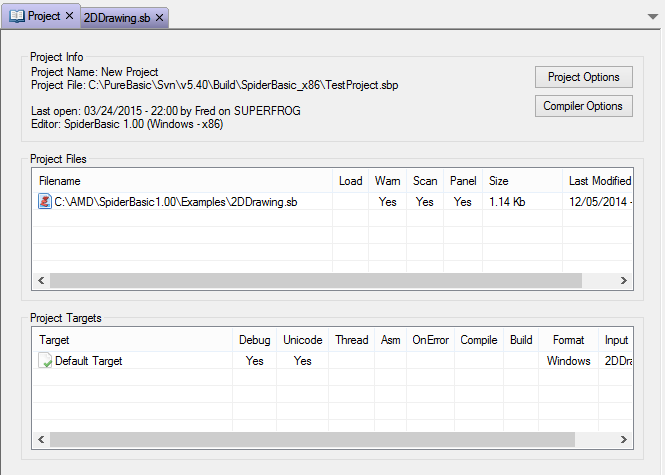 Project 2DDrawing.sb
Project Info
Project Name: New Project
Project File: C:\PureBasic\Svn\v5.40\Build\SpiderBasic_x86\TestProject.sbp
Project Options
Last open: 03/24/2015 - 22:00 by Fred on SUPERFROG
Compiler Options
Editor: SpiderBasic 1.00 (Windows - x86)
Project Files
Filename Load Warn Scan Panel Size Last Modified
C:\AMD\SpiderBasic1.00\Examples\2DDrawing.sb Yes Yes Yes 1.14 Kb 12/05/2014 -
Project Targets
Target Debug Unicode Thread Asm OnError Compile Build Format Input
Default Target Yes Yes Windows 2DDra